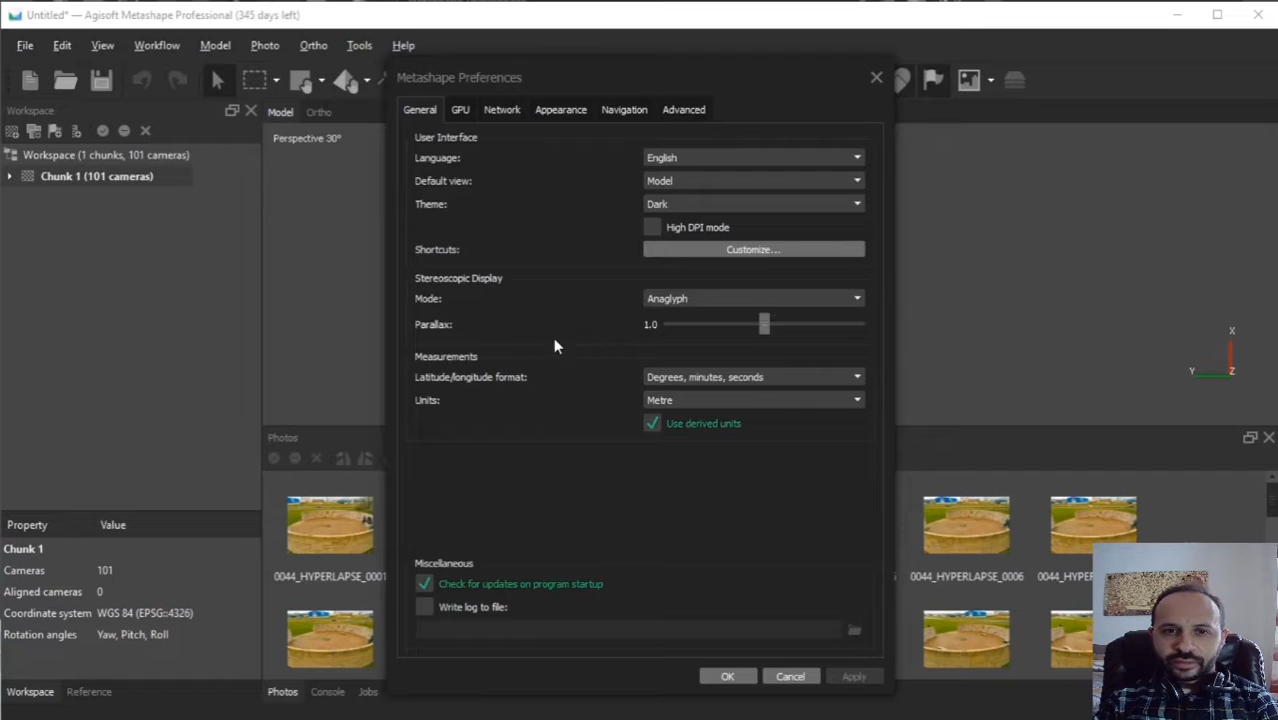 Untitled* — Agisoft Metashape Professional (345 days left)
File Edit View Workflow Model Photo Ortho Tools Help
Workspace
Workspace (1 chunks, 101 cameras)
Chunk 1 (101 cameras)
Model Ortho
Perspective 30°
Metashape Preferences
General GPU Network Appearance Navigation Advanced
User Interface
Language: English
Default view: Model
Theme: Dark
High DPI mode
Shortcuts: Customize...
Stereoscopic Display
Mode: Anaglyph
Parallax: 1.0
Measurements
Latitude/longitude format: Degrees, minutes, seconds
Units: Metre
Use derived units
Miscellaneous
Check for updates on program startup
Write log to file:
OK Cancel Apply
X
Y Z
Photos
0044_HYPERLAPSE_0001
0044_HYPERLAPSE_0006
Property Value
Chunk 1
Cameras 101
Aligned cameras 0
Coordinate system WGS 84 (EPSG::4326)
Rotation angles Yaw, Pitch, Roll
Workspace Reference
Photos Console Jobs